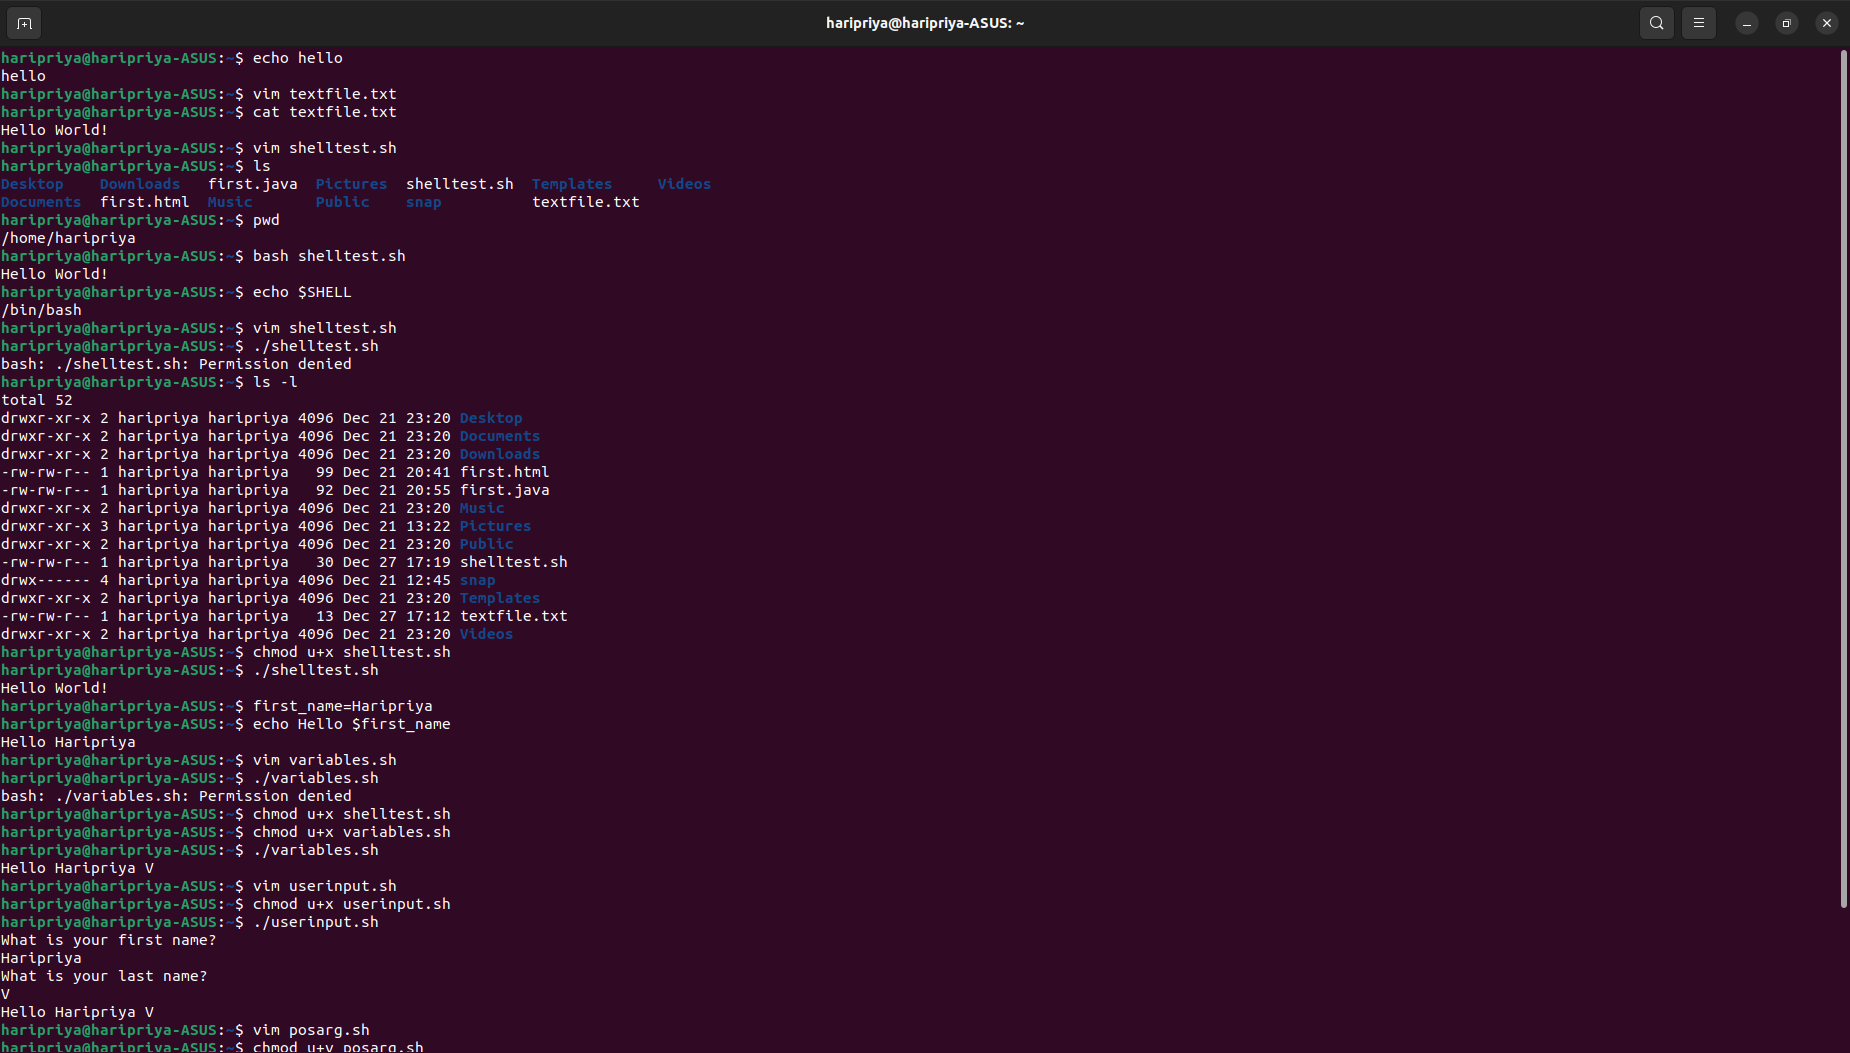 haripriya@haripriya-ASUS: ~
haripriya@haripriya-ASUS:~$ echo hello
hello
haripriya@haripriya-ASUS:~$ vim textfile.txt
haripriya@haripriya-ASUS:~$ cat textfile.txt
Hello World!
haripriya@haripriya-ASUS:~$ vim shelltest.sh
haripriya@haripriya-ASUS:~$ ls
Desktop    Downloads   first.java  Pictures  shelltest.sh  Templates     Videos
Documents  first.html  Music       Public    snap          textfile.txt
haripriya@haripriya-ASUS:~$ pwd
/home/haripriya
haripriya@haripriya-ASUS:~$ bash shelltest.sh
Hello World!
haripriya@haripriya-ASUS:~$ echo $SHELL
/bin/bash
haripriya@haripriya-ASUS:~$ vim shelltest.sh
haripriya@haripriya-ASUS:~$ ./shelltest.sh
bash: ./shelltest.sh: Permission denied
haripriya@haripriya-ASUS:~$ ls -l
total 52
drwxr-xr-x 2 haripriya haripriya 4096 Dec 21 23:20 Desktop
drwxr-xr-x 2 haripriya haripriya 4096 Dec 21 23:20 Documents
drwxr-xr-x 2 haripriya haripriya 4096 Dec 21 23:20 Downloads
-rw-rw-r-- 1 haripriya haripriya   99 Dec 21 20:41 first.html
-rw-rw-r-- 1 haripriya haripriya   92 Dec 21 20:55 first.java
drwxr-xr-x 2 haripriya haripriya 4096 Dec 21 23:20 Music
drwxr-xr-x 3 haripriya haripriya 4096 Dec 21 13:22 Pictures
drwxr-xr-x 2 haripriya haripriya 4096 Dec 21 23:20 Public
-rw-rw-r-- 1 haripriya haripriya   30 Dec 27 17:19 shelltest.sh
drwx------ 4 haripriya haripriya 4096 Dec 21 12:45 snap
drwxr-xr-x 2 haripriya haripriya 4096 Dec 21 23:20 Templates
-rw-rw-r-- 1 haripriya haripriya   13 Dec 27 17:12 textfile.txt
drwxr-xr-x 2 haripriya haripriya 4096 Dec 21 23:20 Videos
haripriya@haripriya-ASUS:~$ chmod u+x shelltest.sh
haripriya@haripriya-ASUS:~$ ./shelltest.sh
Hello World!
haripriya@haripriya-ASUS:~$ first_name=Haripriya
haripriya@haripriya-ASUS:~$ echo Hello $first_name
Hello Haripriya
haripriya@haripriya-ASUS:~$ vim variables.sh
haripriya@haripriya-ASUS:~$ ./variables.sh
bash: ./variables.sh: Permission denied
haripriya@haripriya-ASUS:~$ chmod u+x shelltest.sh
haripriya@haripriya-ASUS:~$ chmod u+x variables.sh
haripriya@haripriya-ASUS:~$ ./variables.sh
Hello Haripriya V
haripriya@haripriya-ASUS:~$ vim userinput.sh
haripriya@haripriya-ASUS:~$ chmod u+x userinput.sh
haripriya@haripriya-ASUS:~$ ./userinput.sh
What is your first name?
Haripriya
What is your last name?
V
Hello Haripriya V
haripriya@haripriya-ASUS:~$ vim posarg.sh
haripriya@haripriya-ASUS:~$ chmod posarg.sh